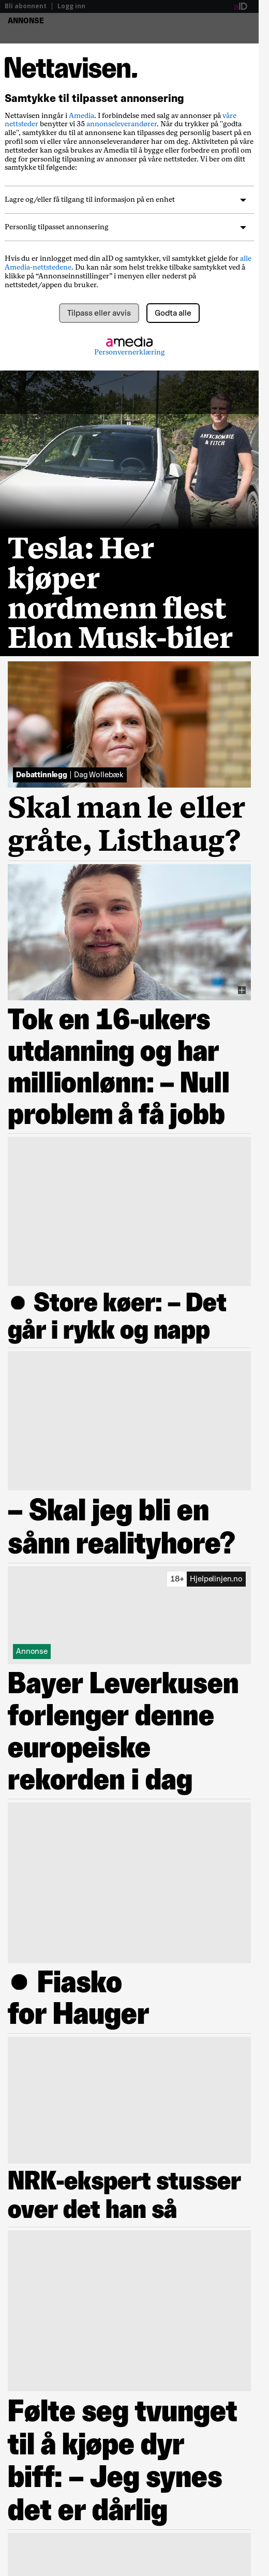 Bli abonnent | Logg inn
aID
ANNONSE
Nettavisen.
Samtykke til tilpasset annonsering
Nettavisen inngår i Amedia. I forbindelse med salg av annonser på våre
nettsteder benytter vi 35 annonseleverandører. Når du trykker på "godta
alle", samtykker du til at annonsene kan tilpasses deg personlig basert på en
profil som vi eller våre annonseleverandører har om deg. Aktiviteten på våre
nettsteder kan også brukes av Amedia til å bygge eller forbedre en profil om
deg for personlig tilpasning av annonser på våre nettsteder. Vi ber om ditt
samtykke til følgende:
Lagre og/eller få tilgang til informasjon på en enhet
Personlig tilpasset annonsering
Hvis du er innlogget med din aID og samtykker, vil samtykket gjelde for alle
Amedia-nettstedene. Du kan når som helst trekke tilbake samtykket ved å
klikke på “Annonseinnstillinger” i menyen eller nederst på
nettstedet/appen du bruker.
Tilpass eller avvis
Godta alle
amedia
Personvernerklæring
ABERCROMBIE
& FITCH
Tesla: Her
kjøper
nordmenn flest
Elon Musk-biler
Debattinnlegg | Dag Wollebæk
Skal man le eller
gråte, Listhaug?
Tok en 16-ukers
utdanning og har
millionlønn: – Null
problem å få jobb
● Store køer: – Det
går i rykk og napp
– Skal jeg bli en
sånn realityhore?
18+ Hjelpelinjen.no
Annonse
Bayer Leverkusen
forlenger denne
europeiske
rekorden i dag
● Fiasko
for Hauger
NRK-ekspert stusser
over det han så
Følte seg tvunget
til å kjøpe dyr
biff: – Jeg synes
det er dårlig